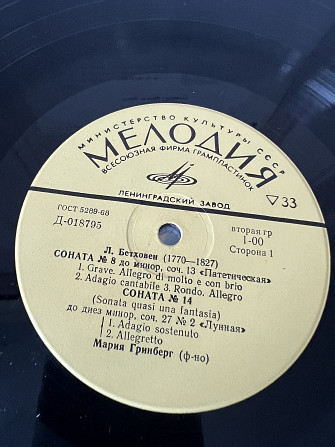 МИНИСТЕРСТВО КУЛЬТУРЫ СССР
МЕЛОДИЯ
ВСЕСОЮЗНАЯ ФИРМА ГРАМПЛАСТИНОК
ЛЕНИНГРАДСКИЙ ЗАВОД
▽ 33
ГОСТ 5289-68
Д-018795
вторая гр
1-00
Сторона 1
Л. Бетховен (1770—1827)
СОНАТА № 8 до минор, соч. 13 «Патетическая»
1. Grave. Allegro di molto e con brio
2. Adagio cantabile 3. Rondo. Allegro
СОНАТА № 14
(Sonata quasi una fantasia)
до диез минор, соч. 27 № 2 «Лунная»
1. Adagio sostenuto
2. Allegretto
Мария Гринберг (ф-но)